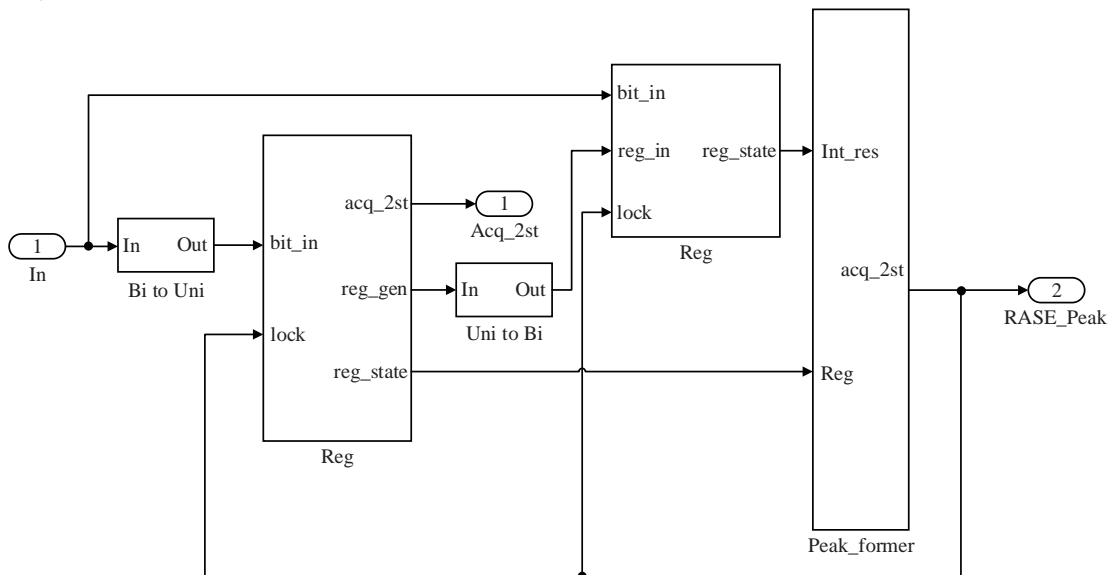 1
In
In
Out
Bi to Uni
bit_in
lock
acq_2st
reg_gen
reg_state
Reg
1
Acq_2st
In
Out
Uni to Bi
bit_in
reg_in
lock
reg_state
Reg
Int_res
Reg
acq_2st
Peak_former
2
RASE_Peak